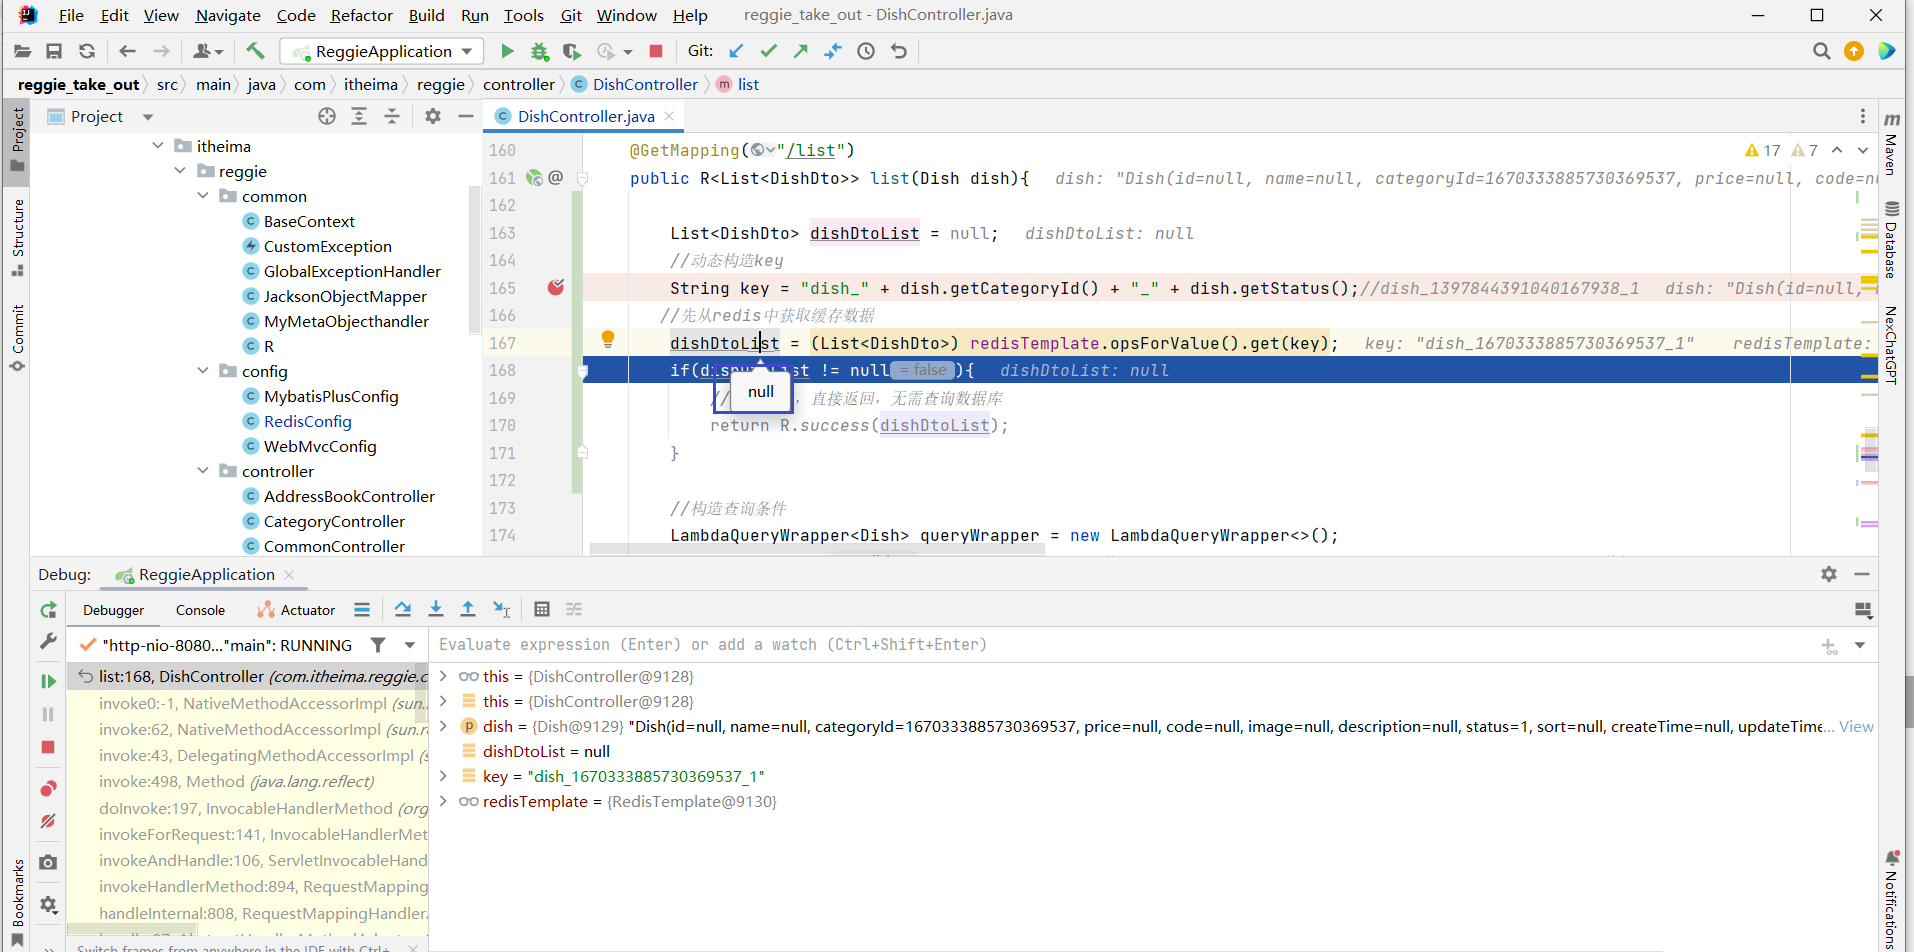 File Edit View Navigate Code Refactor Build Run Tools Git Window Help reggie_take_out - DishController.java
ReggieApplication Git:
reggie_take_out src main java com itheima reggie controller DishController list
Project
DishController.java
itheima
reggie
common
BaseContext
CustomException
GlobalExceptionHandler
JacksonObjectMapper
MyMetaObjecthandler
R
config
MybatisPlusConfig
RedisConfig
WebMvcConfig
controller
AddressBookController
CategoryController
CommonController
Project
Structure
Commit
Bookmarks
160 @GetMapping("/list")
17 7
161 public R<List<DishDto>> list(Dish dish){ dish: "Dish(id=null, name=null, categoryId=1670333885730369537, price=null, code=nu
162
163 List<DishDto> dishDtoList = null; dishDtoList: null
164 //动态构造key
165 String key = "dish_" + dish.getCategoryId() + "_" + dish.getStatus();//dish_1397844391040167938_1 dish: "Dish(id=null,
166 //先从redis中获取缓存数据
167 dishDtoList = (List<DishDto>) redisTemplate.opsForValue().get(key); key: "dish_1670333885730369537_1" redisTemplate:
168 if(dishDtoList != null = false ){ dishDtoList: null
null
169 // ，直接返回，无需查询数据库
170 return R.success(dishDtoList);
171 }
172
173 //构造查询条件
174 LambdaQueryWrapper<Dish> queryWrapper = new LambdaQueryWrapper<>();
Maven
Database
NexChatGPT
Notifications
Debug: ReggieApplication
Debugger Console Actuator
"http-nio-8080..."main": RUNNING
Evaluate expression (Enter) or add a watch (Ctrl+Shift+Enter)
list:168, DishController (com.itheima.reggie.c
invoke0:-1, NativeMethodAccessorImpl (sun.
invoke:62, NativeMethodAccessorImpl (sun.re
invoke:43, DelegatingMethodAccessorImpl (s
invoke:498, Method (java.lang.reflect)
doInvoke:197, InvocableHandlerMethod (org
invokeForRequest:141, InvocableHandlerMet
invokeAndHandle:106, ServletInvocableHand
invokeHandlerMethod:894, RequestMapping
handleInternal:808, RequestMappingHandler
Switch frames from anywhere in the IDE with Ctrl+
this = {DishController@9128}
this = {DishController@9128}
dish = {Dish@9129} "Dish(id=null, name=null, categoryId=1670333885730369537, price=null, code=null, image=null, description=null, status=1, sort=null, createTime=null, updateTime... View
dishDtoList = null
key = "dish_1670333885730369537_1"
redisTemplate = {RedisTemplate@9130}